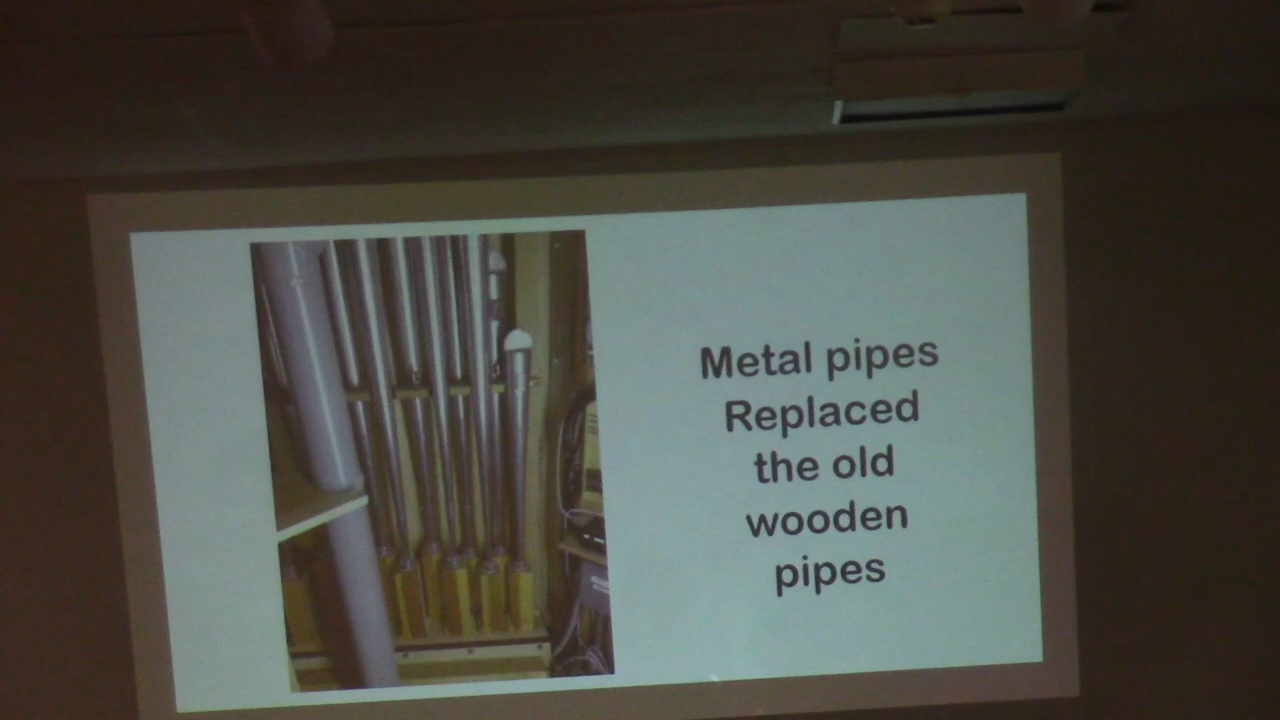 Metal pipes
Replaced
the old
wooden
pipes